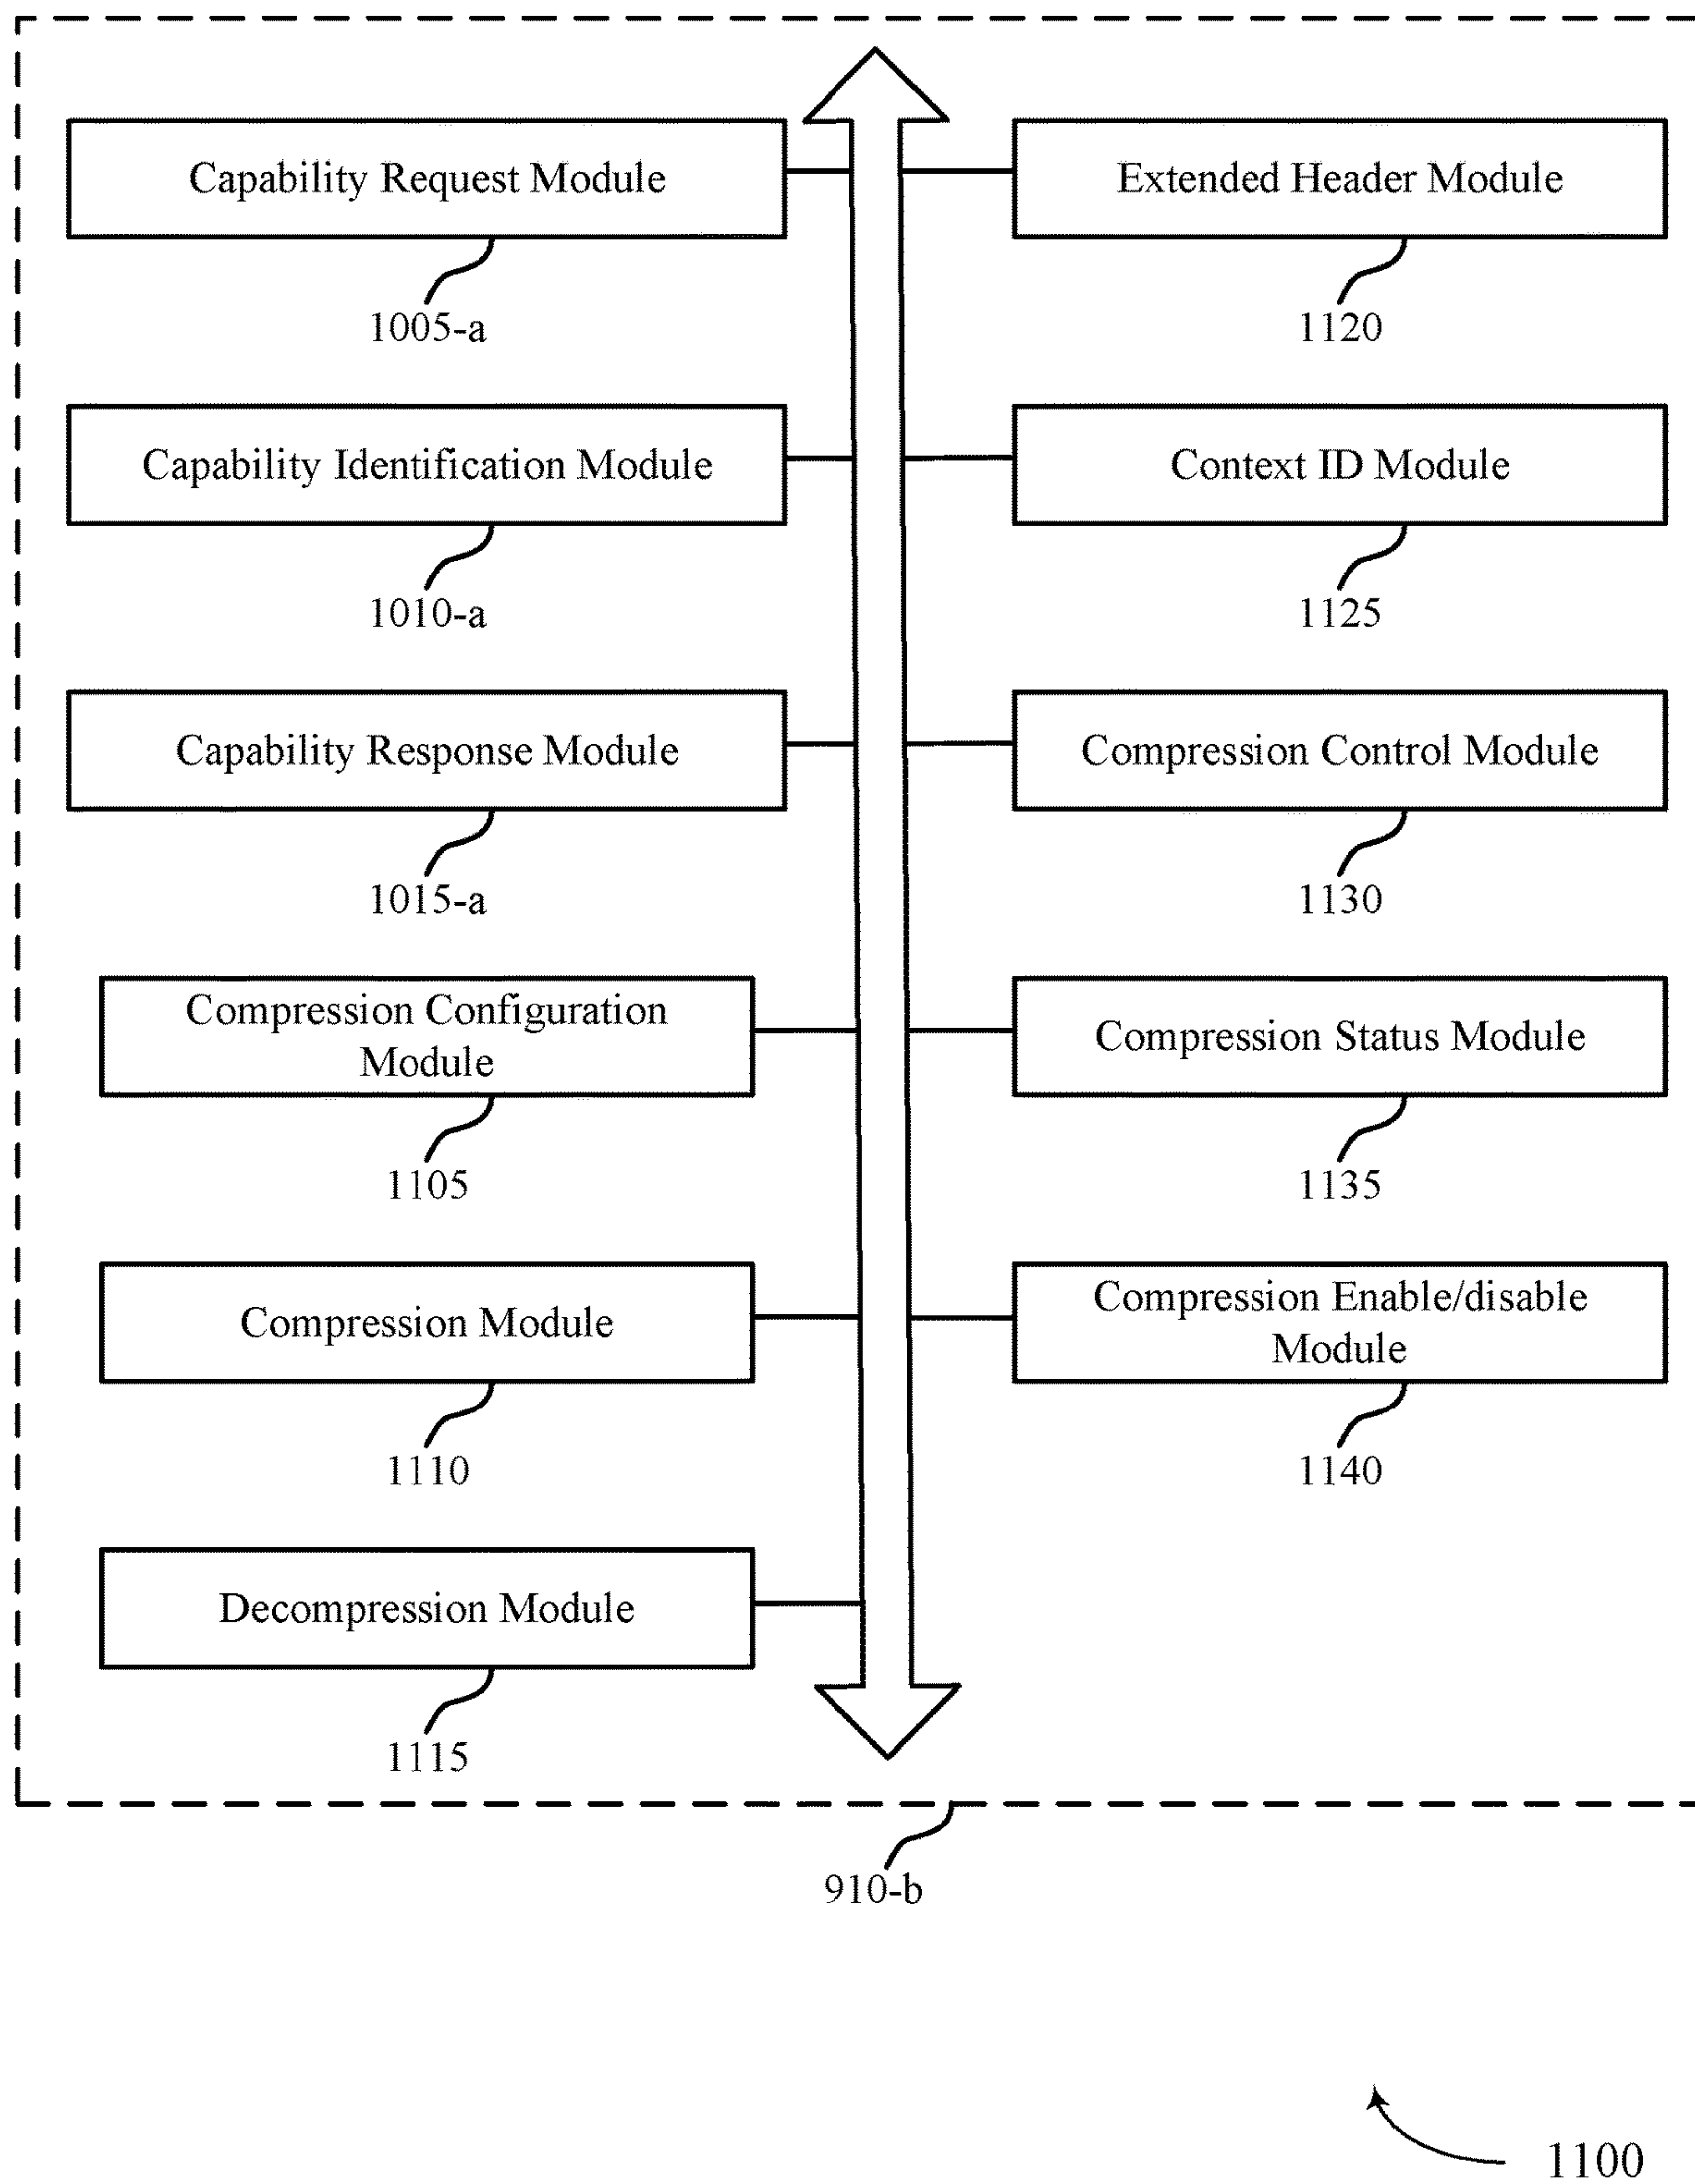 Capability Request Module
1005-a
Capability Identification Module
1010-a
Capability Response Module
1015-a
Compression Configuration
Module
1105
Compression Module
1110
Decompression Module
1115
Extended Header Module
1120
Context ID Module
1125
Compression Control Module
1130
Compression Status Module
1135
Compression Enable/disable
Module
1140
910-b
1100